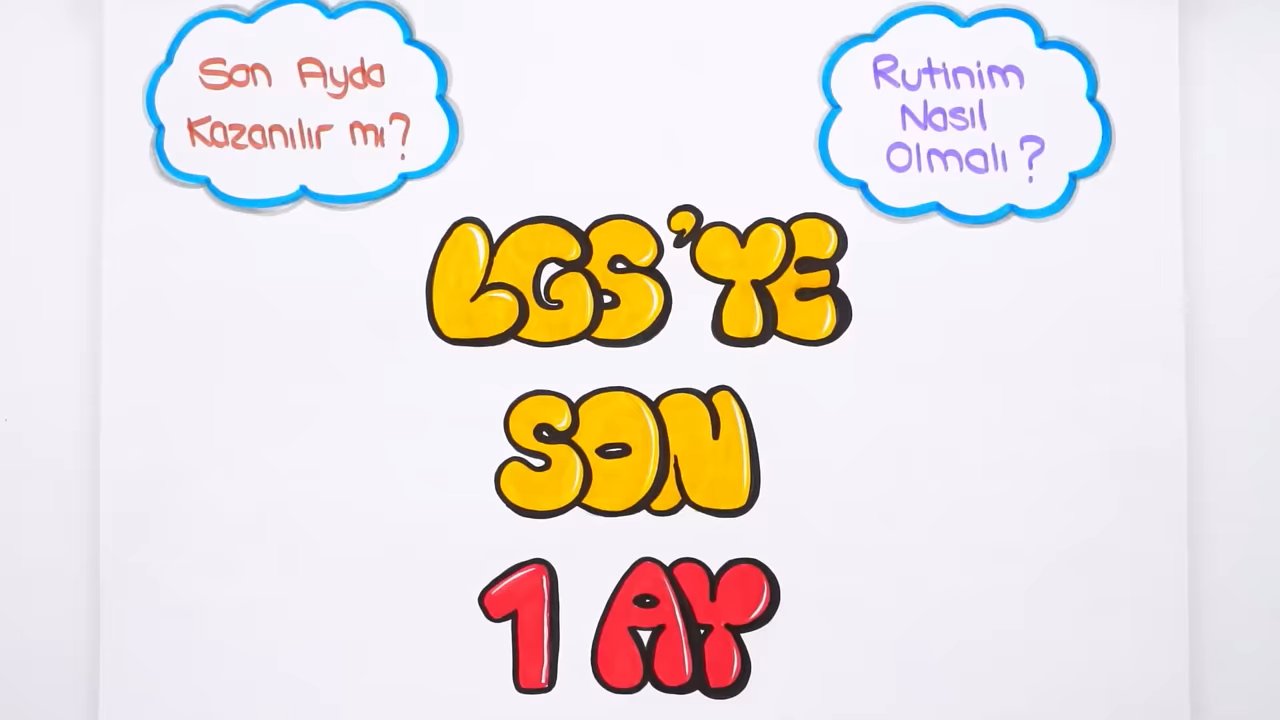 Son Ayda
Kazanılır mı?
Rutinim
Nasıl
Olmalı?
LGS'YE
SON
1 AY